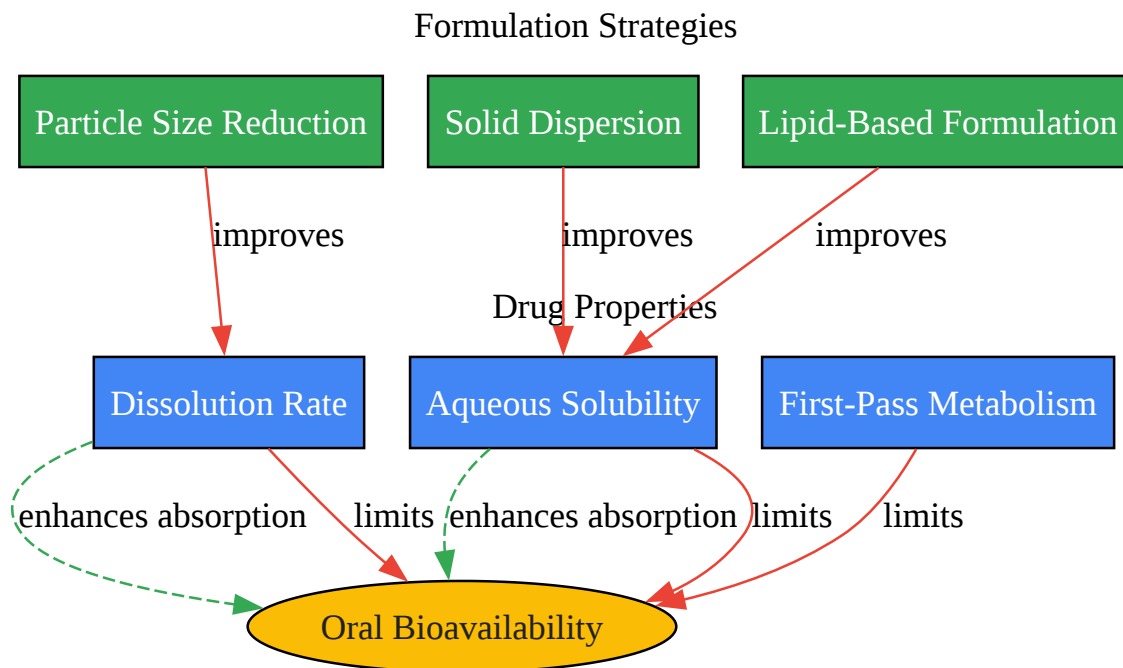 Formulation Strategies
Particle Size Reduction
Solid Dispersion
Lipid-Based Formulation
improves
improves
improves
Drug Properties
Dissolution Rate
Aqueous Solubility
First-Pass Metabolism
enhances absorption
limits
enhances absorption
limits
limits
Oral Bioavailability